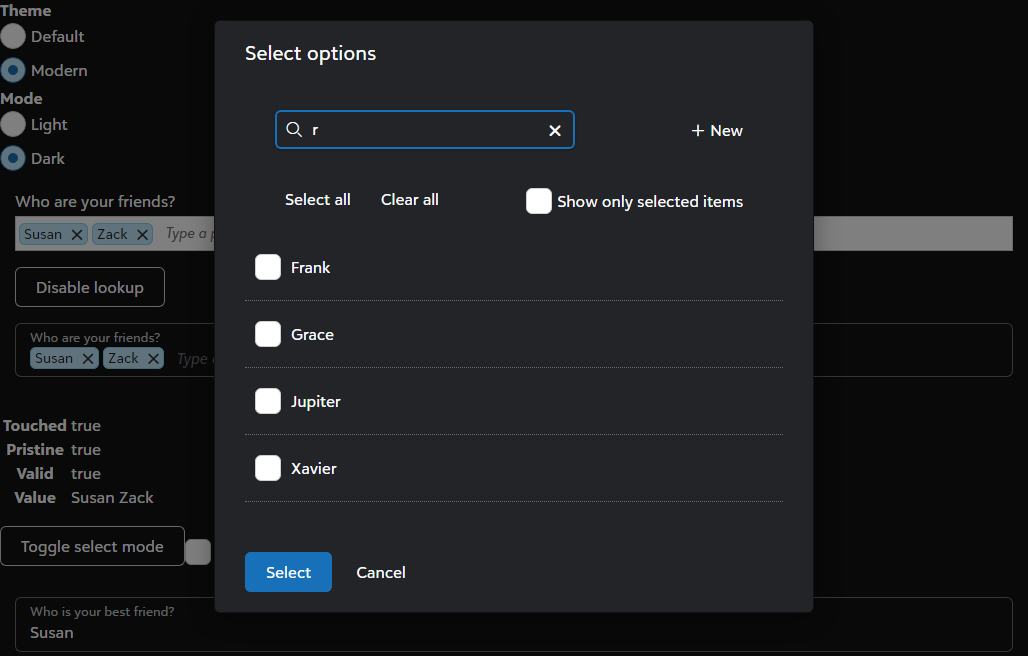 Theme
Default
Modern
Mode
Light
Dark
Who are your friends?
Susan Zack Type a p
Disable lookup
Who are your friends?
Susan Zack Type
Touched true
Pristine true
Valid true
Value Susan Zack
Toggle select mode
Who is your best friend?
Susan
Select options
r
+ New
Select all Clear all Show only selected items
Frank
Grace
Jupiter
Xavier
Select Cancel